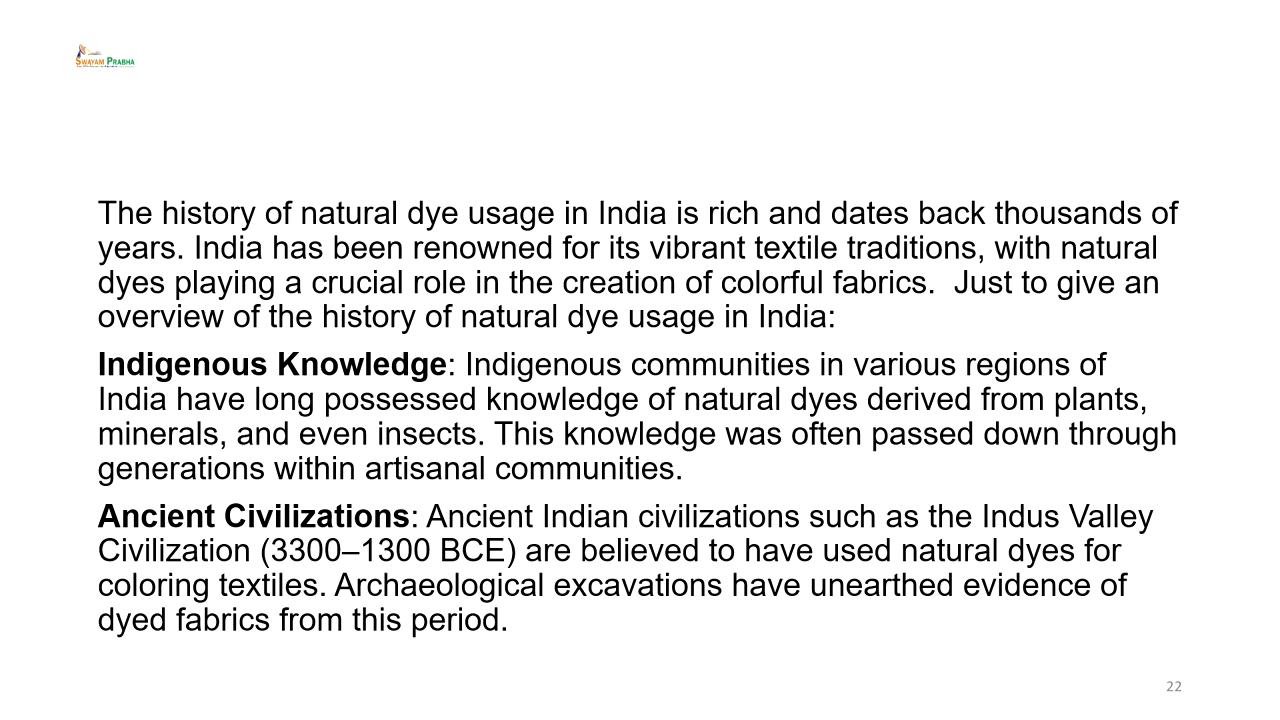 SWAYAM PRABHA
The history of natural dye usage in India is rich and dates back thousands of
years. India has been renowned for its vibrant textile traditions, with natural
dyes playing a crucial role in the creation of colorful fabrics.  Just to give an
overview of the history of natural dye usage in India:
Indigenous Knowledge: Indigenous communities in various regions of
India have long possessed knowledge of natural dyes derived from plants,
minerals, and even insects. This knowledge was often passed down through
generations within artisanal communities.
Ancient Civilizations: Ancient Indian civilizations such as the Indus Valley
Civilization (3300–1300 BCE) are believed to have used natural dyes for
coloring textiles. Archaeological excavations have unearthed evidence of
dyed fabrics from this period.
22